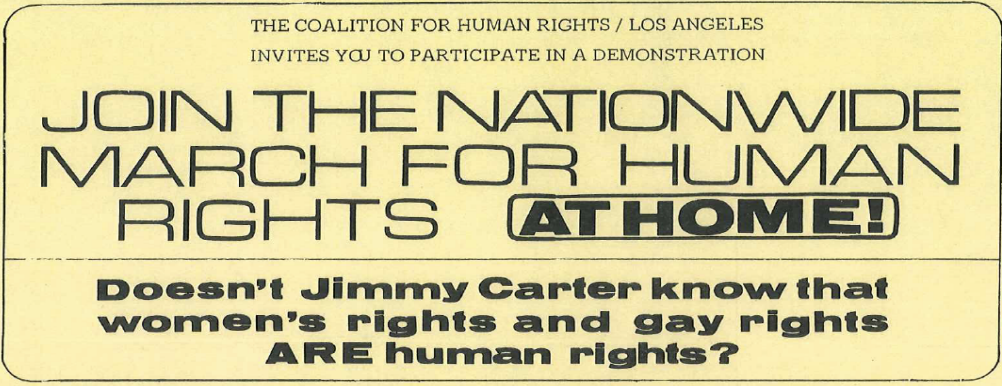 THE COALITION FOR HUMAN RIGHTS / LOS ANGELES
INVITES YOU TO PARTICIPATE IN A DEMONSTRATION
JOIN THE NATIONWIDE
MARCH FOR HUMAN
RIGHTS AT HOME!
Doesn't Jimmy Carter know that
women's rights and gay rights
ARE human rights?